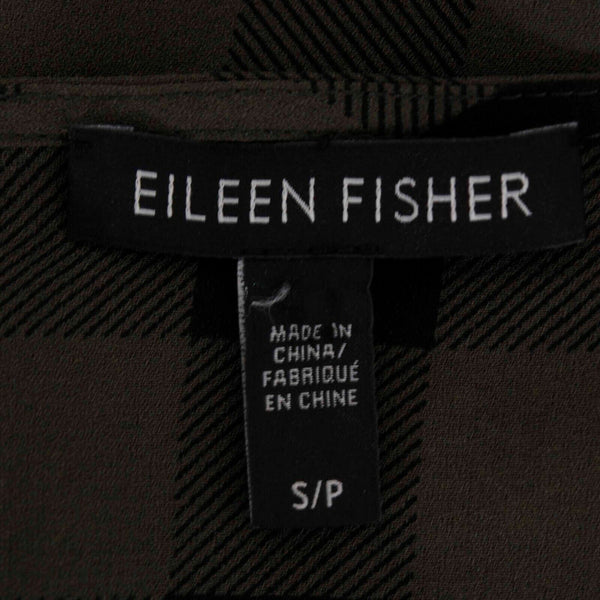 EILEEN FISHER
MADE IN
CHINA/
FABRIQUÉ
EN CHINE
S/P